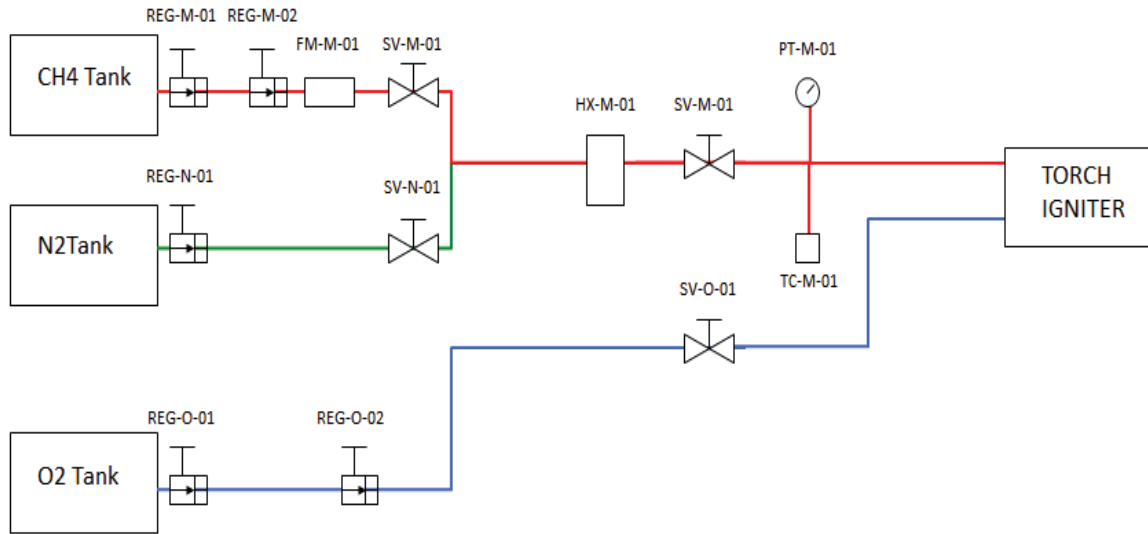 REG-M-01
REG-M-02
FM-M-01
SV-M-01
PT-M-01
CH4 Tank
HX-M-01
SV-M-01
REG-N-01
SV-N-01
TORCH
IGNITER
N2Tank
TC-M-01
SV-O-01
REG-O-01
REG-O-02
O2 Tank